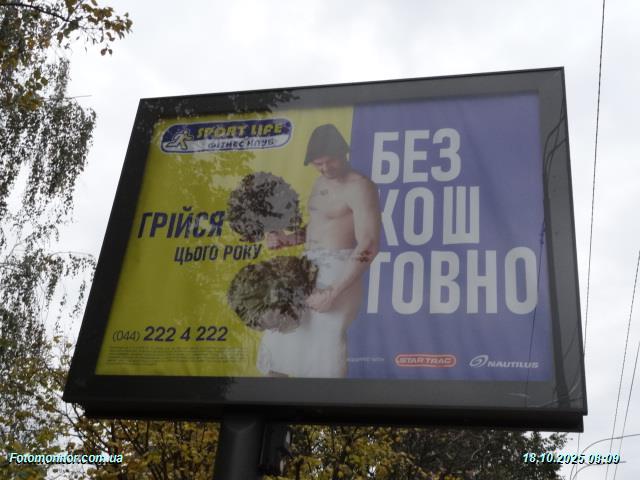 SPORT LIFE
ФІТНЕС КЛУБ
ГРІЙСЯ
ЦЬОГО РОКУ
(044) 222 4 222
БЕЗ
КОШ
ТОВНО
STAR TRAC
NAUTILUS
Fotomonitor.com.ua
18.10.2025 08:09